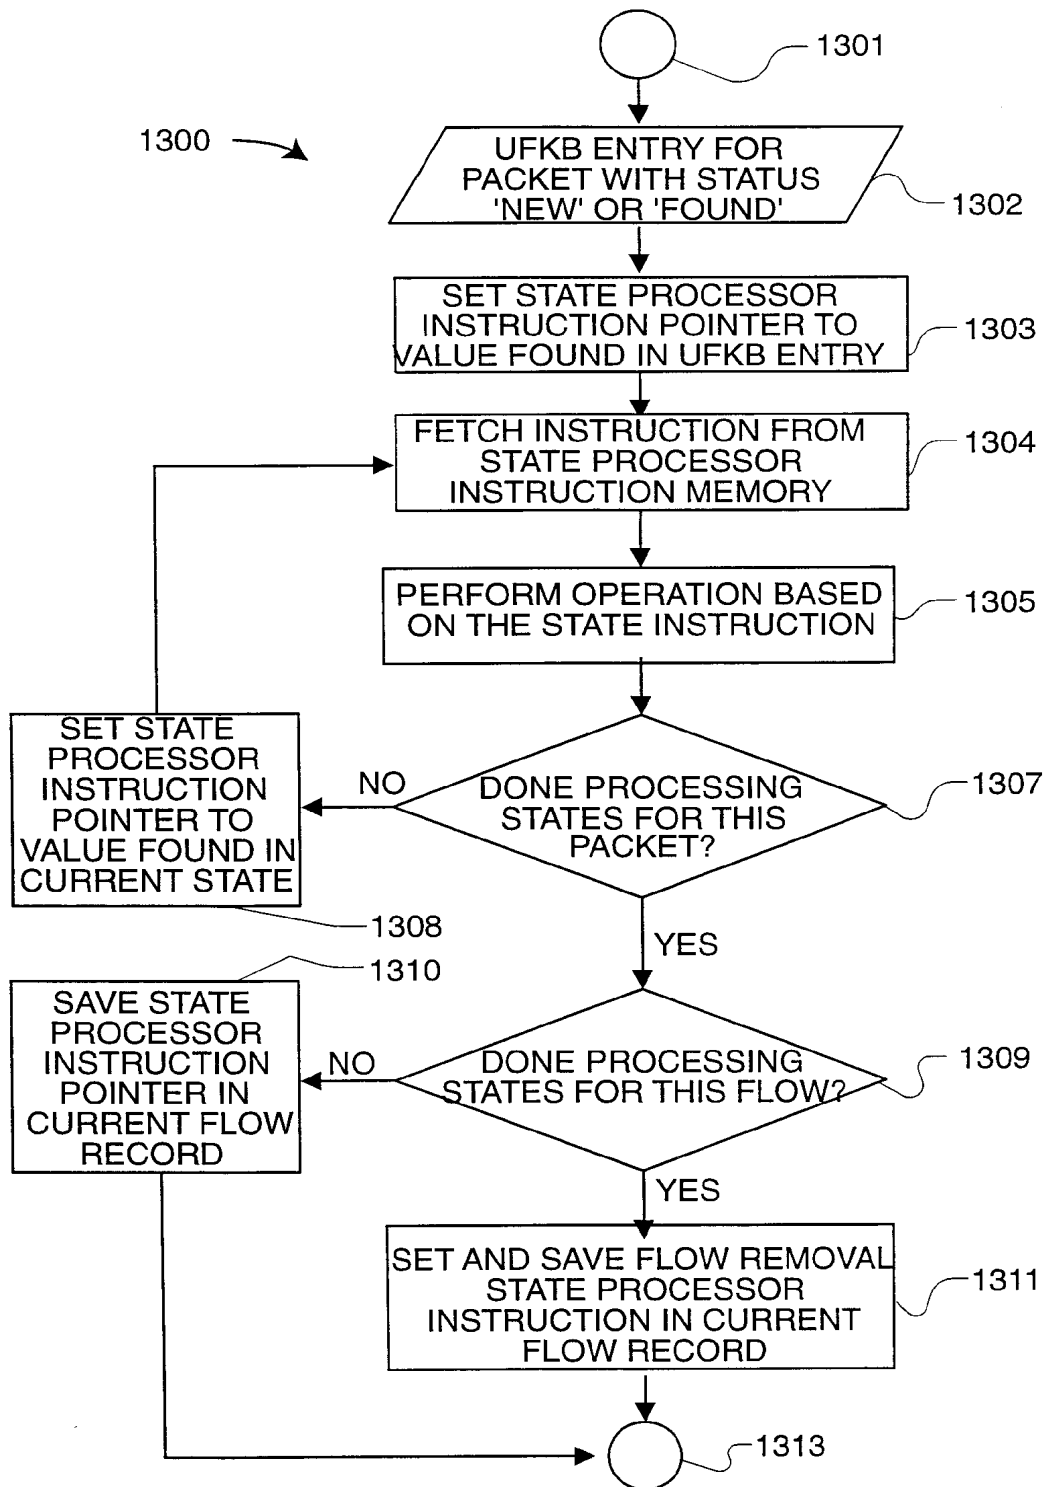 1301
1300
UFKB ENTRY FOR
PACKET WITH STATUS
'NEW' OR 'FOUND'
1302
SET STATE PROCESSOR
INSTRUCTION POINTER TO
VALUE FOUND IN UFKB ENTRY
1303
FETCH INSTRUCTION FROM
STATE PROCESSOR
INSTRUCTION MEMORY
1304
PERFORM OPERATION BASED
ON THE STATE INSTRUCTION
1305
DONE PROCESSING
STATES FOR THIS
PACKET?
1307
NO
SET STATE
PROCESSOR
INSTRUCTION
POINTER TO
VALUE FOUND IN
CURRENT STATE
1308
YES
1310
SAVE STATE
PROCESSOR
INSTRUCTION
POINTER IN
CURRENT FLOW
RECORD
NO
DONE PROCESSING
STATES FOR THIS FLOW?
1309
YES
SET AND SAVE FLOW REMOVAL
STATE PROCESSOR
INSTRUCTION IN CURRENT
FLOW RECORD
1311
1313